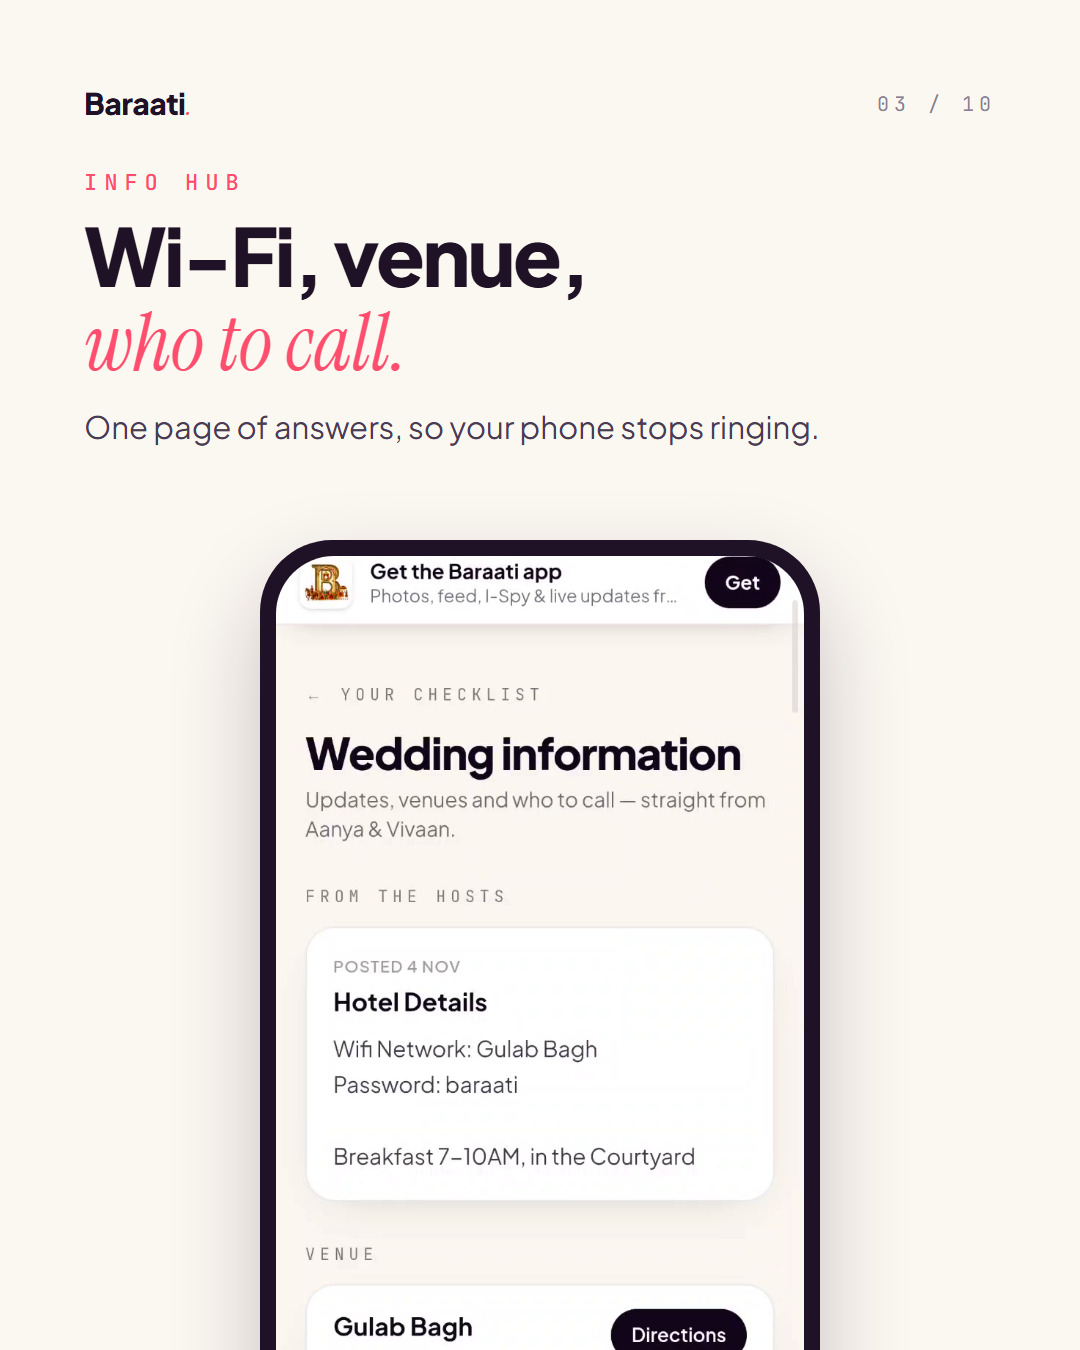 Baraati.
03 / 10
INFO HUB
Wi-Fi, venue,
who to call.
One page of answers, so your phone stops ringing.
B
Get the Baraati app
Photos, feed, I-Spy & live updates fr...
Get
← YOUR CHECKLIST
Wedding information
Updates, venues and who to call — straight from
Aanya & Vivaan.
FROM THE HOSTS
POSTED 4 NOV
Hotel Details
Wifi Network: Gulab Bagh
Password: baraati
Breakfast 7–10AM, in the Courtyard
VENUE
Gulab Bagh
Directions